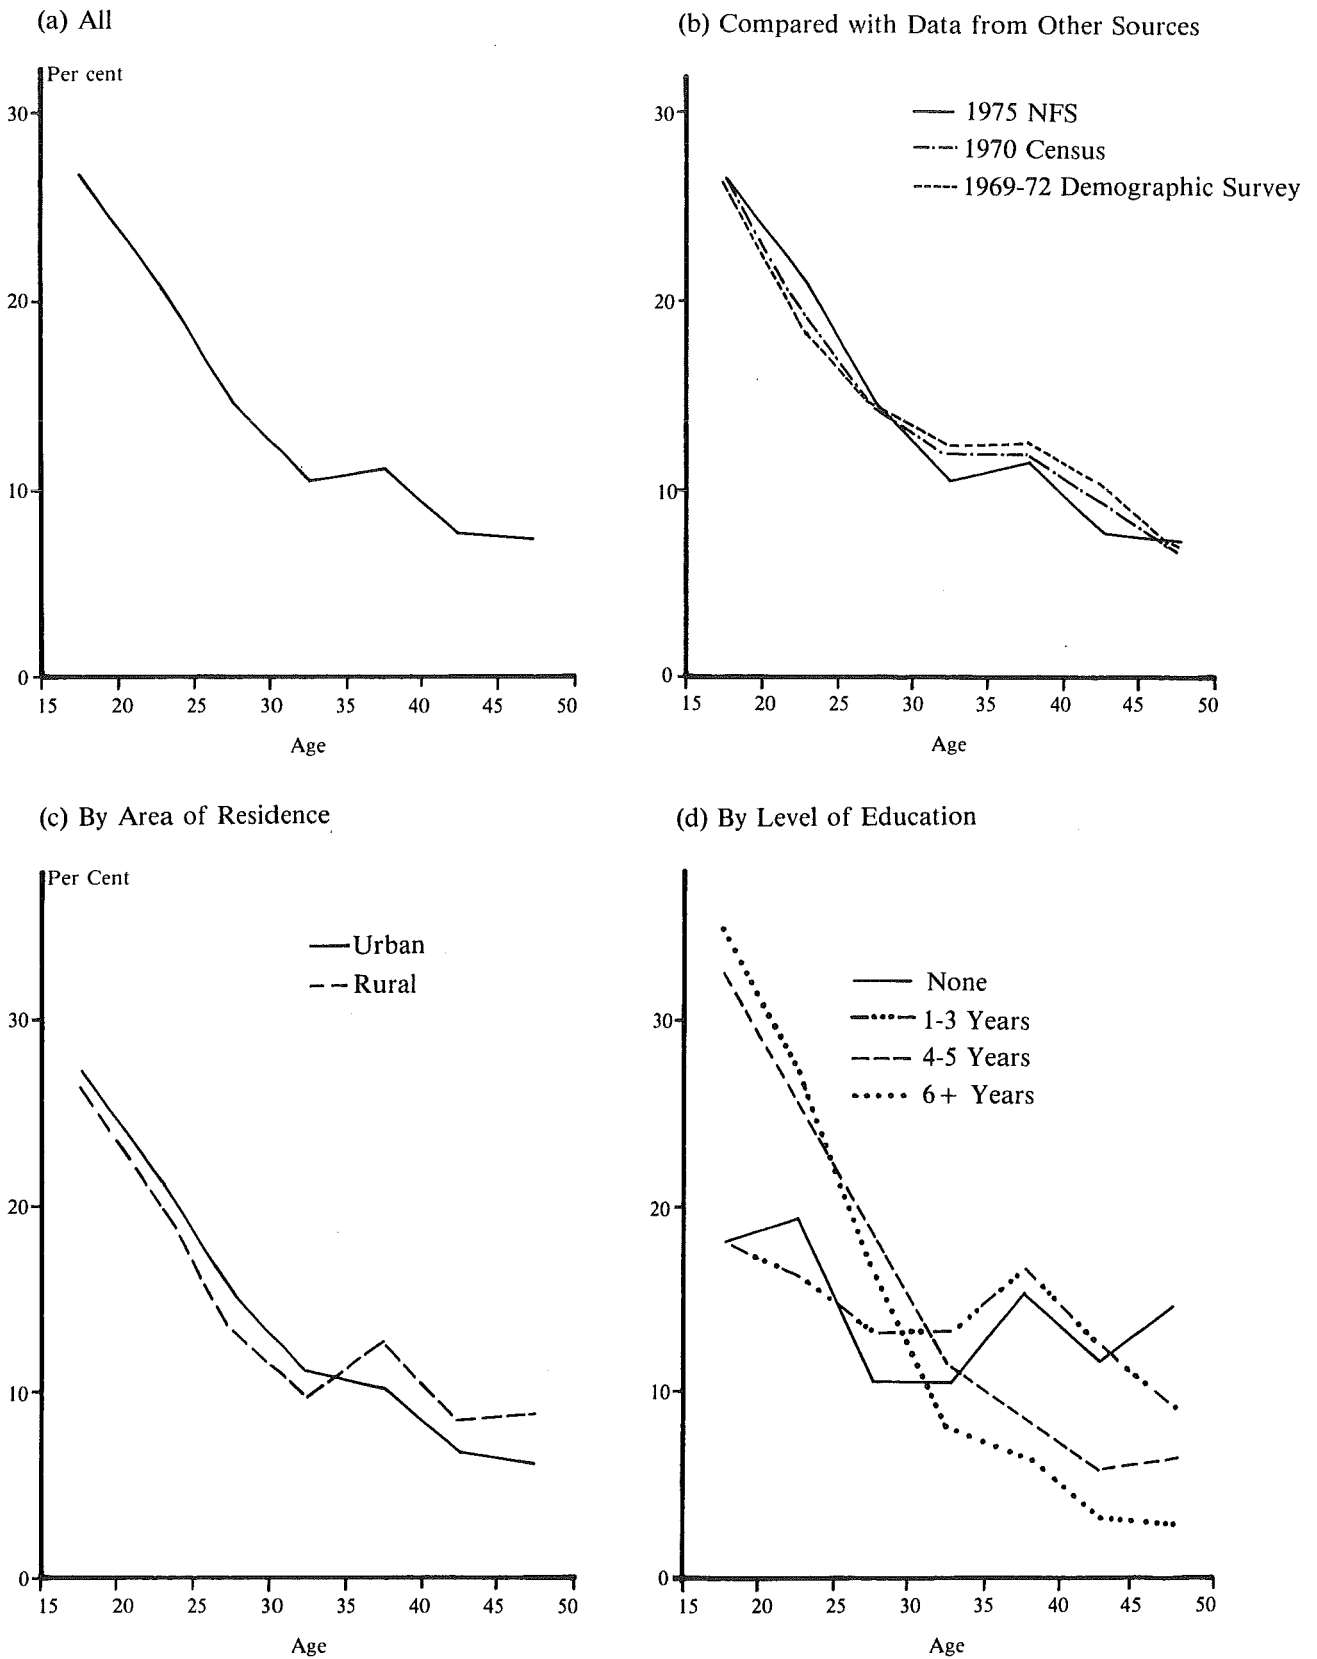 (a) All
Per cent
30
20
10
0
15 20 25 30 35 40 45 50
Age
(b) Compared with Data from Other Sources
1975 NFS
1970 Census
1969-72 Demographic Survey
30
20
10
0
15 20 25 30 35 40 45 50
Age
(c) By Area of Residence
Per Cent
Urban
Rural
30
20
10
0
15 20 25 30 35 40 45 50
Age
(d) By Level of Education
None
1-3 Years
4-5 Years
6+ Years
30
20
10
0
15 20 25 30 35 40 45 50
Age